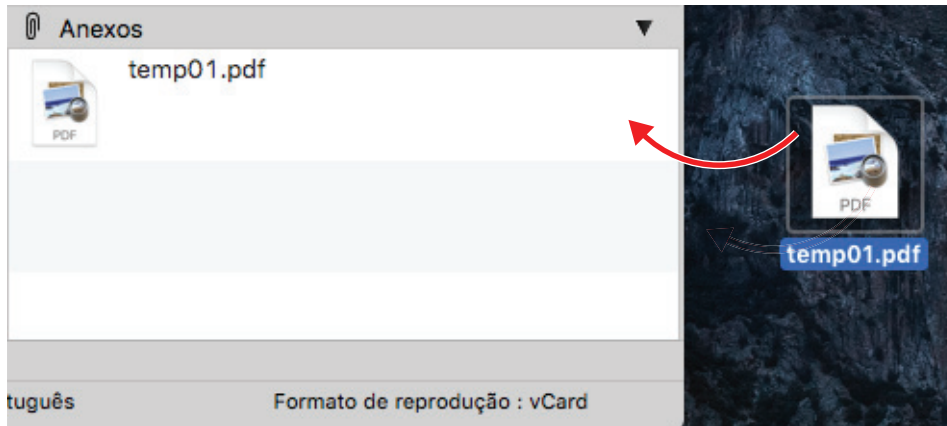 Anexos
temp01.pdf
PDF
PDF
temp01.pdf
tuguês
Formato de reprodução : vCard